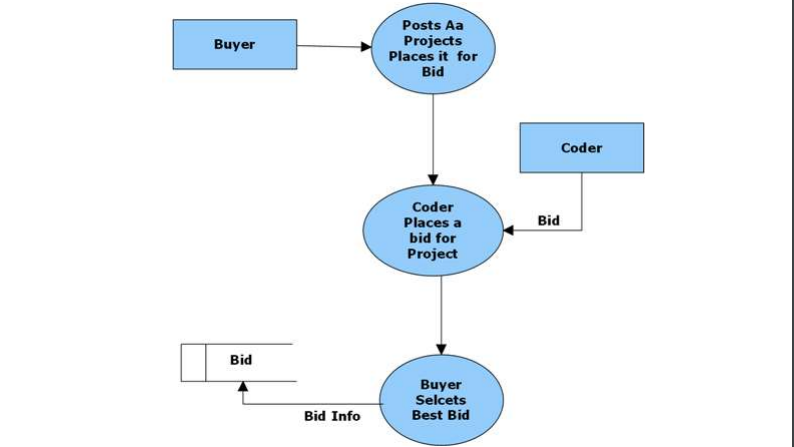 Buyer
Posts Aa
Projects
Places it for
Bid
Coder
Coder
Places a
bid for
Project
Bid
Bid
Buyer
Selcets
Best Bid
Bid Info